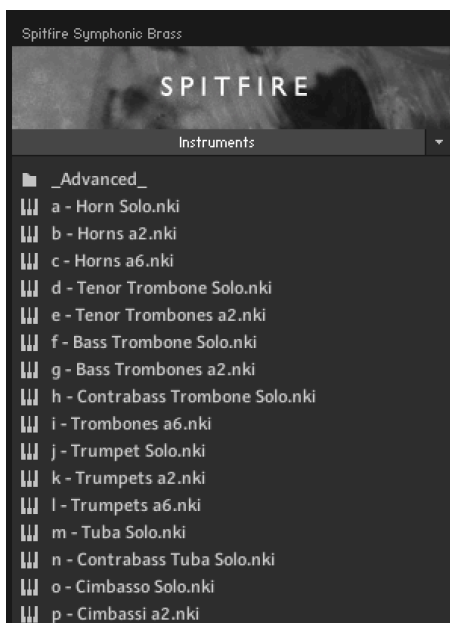 Spitfire Symphonic Brass
SPITFIRE
Instruments
_Advanced_
a - Horn Solo.nki
b - Horns a2.nki
c - Horns a6.nki
d - Tenor Trombone Solo.nki
e - Tenor Trombones a2.nki
f - Bass Trombone Solo.nki
g - Bass Trombones a2.nki
h - Contrabass Trombone Solo.nki
i - Trombones a6.nki
j - Trumpet Solo.nki
k - Trumpets a2.nki
l - Trumpets a6.nki
m - Tuba Solo.nki
n - Contrabass Tuba Solo.nki
o - Cimbasso Solo.nki
p - Cimbassi a2.nki